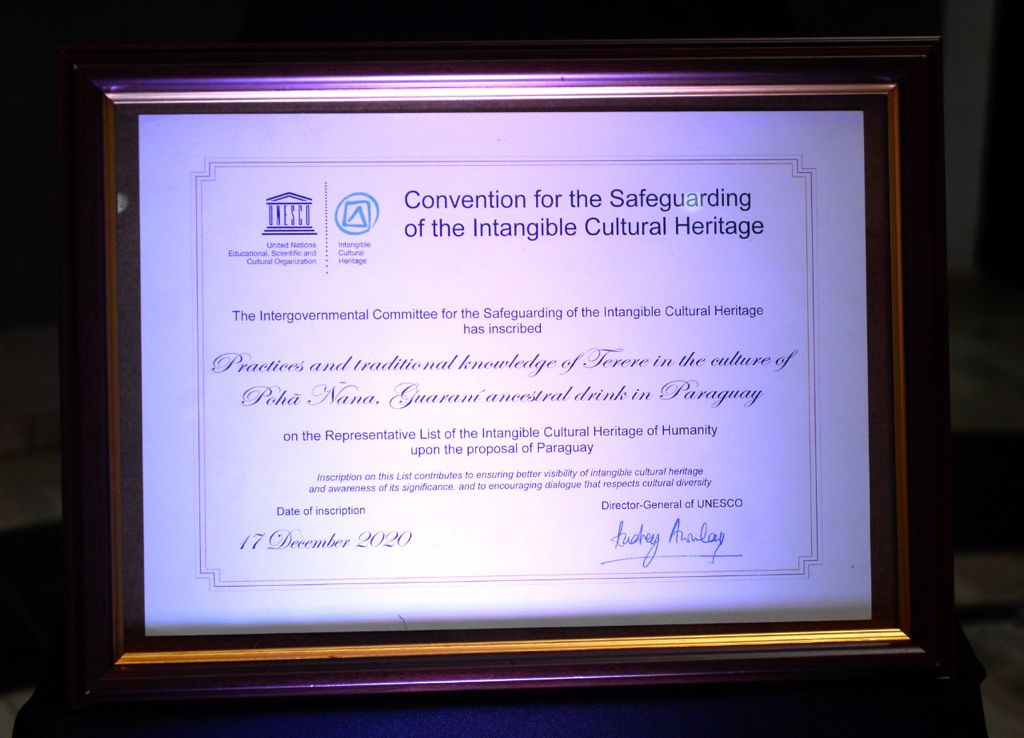 UNESCO
United Nations
Educational, Scientific and
Cultural Organization
Intangible
Cultural
Heritage
Convention for the Safeguarding
of the Intangible Cultural Heritage
The Intergovernmental Committee for the Safeguarding of the Intangible Cultural Heritage
has inscribed
Practices and traditional knowledge of Terere in the culture of
Pohã Ñana, Guaraní ancestral drink in Paraguay
on the Representative List of the Intangible Cultural Heritage of Humanity
upon the proposal of Paraguay
Inscription on this List contributes to ensuring better visibility of intangible cultural heritage
and awareness of its significance, and to encouraging dialogue that respects cultural diversity
Date of inscription
17 December 2020
Director-General of UNESCO
Audrey Azoulay